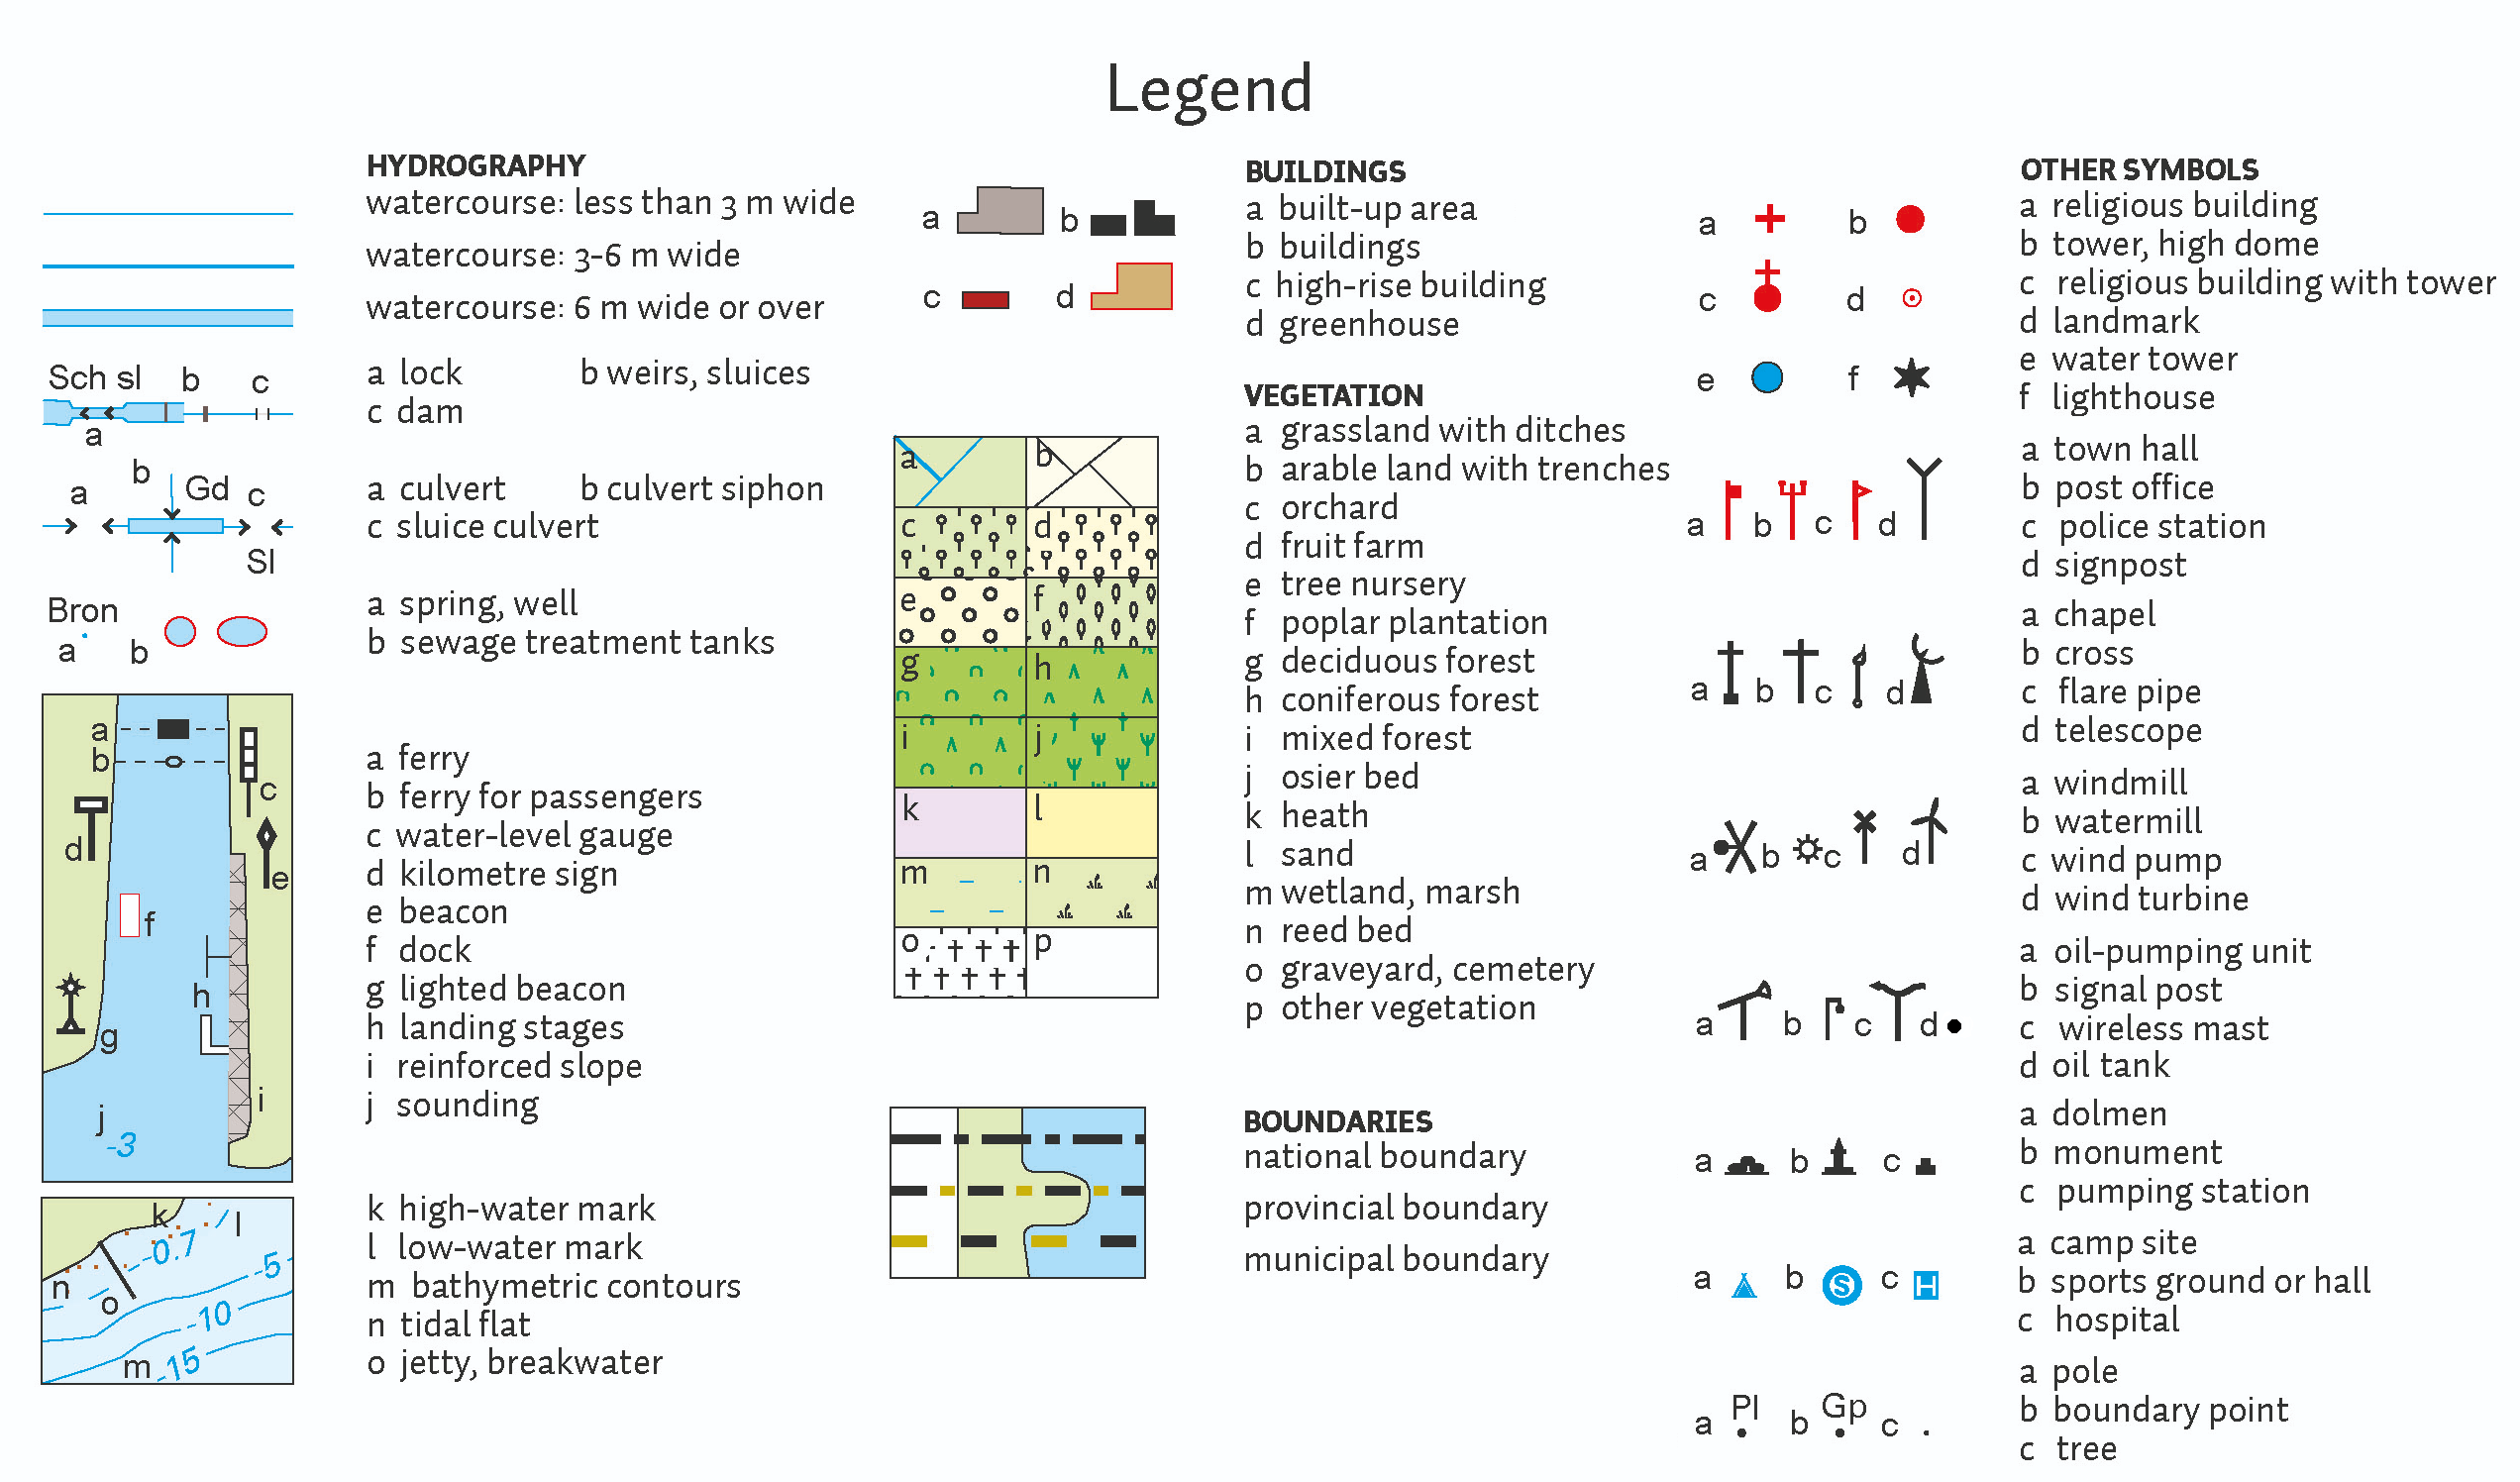 Legend
HYDROGRAPHY
watercourse: less than 3 m wide
watercourse: 3-6 m wide
watercourse: 6 m wide or over
Sch sl b c
a
a lock b weirs, sluices
c dam
a b Gd c
Sl
a culvert b culvert siphon
c sluice culvert
Bron
a b
a spring, well
b sewage treatment tanks
a
b
c
d
e
f
h
g
i
j
-3
a ferry
b ferry for passengers
c water-level gauge
d kilometre sign
e beacon
f dock
g lighted beacon
h landing stages
i reinforced slope
j sounding
k l
-0.7
-5
n o
-10
m -15
k high-water mark
l low-water mark
m bathymetric contours
n tidal flat
o jetty, breakwater
BUILDINGS
a b
c d
a built-up area
b buildings
c high-rise building
d greenhouse
VEGETATION
a b
c d
e f
g h
i j
k l
m n
o p
a grassland with ditches
b arable land with trenches
c orchard
d fruit farm
e tree nursery
f poplar plantation
g deciduous forest
h coniferous forest
i mixed forest
j osier bed
k heath
l sand
m wetland, marsh
n reed bed
o graveyard, cemetery
p other vegetation
BOUNDARIES
national boundary
provincial boundary
municipal boundary
OTHER SYMBOLS
a b
c d
e f
a religious building
b tower, high dome
c religious building with tower
d landmark
e water tower
f lighthouse
a b c d
a town hall
b post office
c police station
d signpost
a b c d
a chapel
b cross
c flare pipe
d telescope
a b c d
a windmill
b watermill
c wind pump
d wind turbine
a b c d
a oil-pumping unit
b signal post
c wireless mast
d oil tank
a b c
a dolmen
b monument
c pumping station
a b S c H
a camp site
b sports ground or hall
c hospital
a Pl b Gp c
a pole
b boundary point
c tree